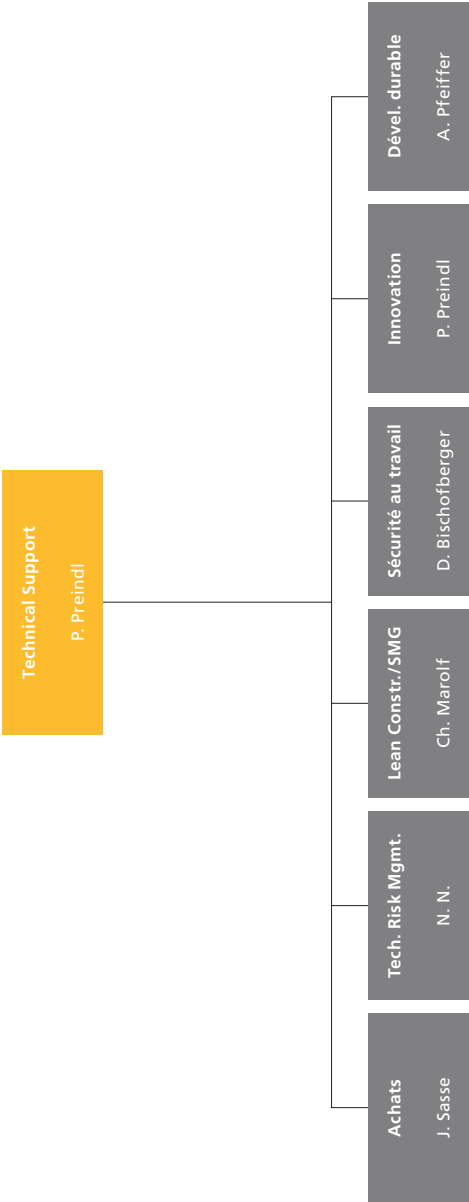 Technical Support
P. Preindl
Achats
J. Sasse
Tech. Risk Mgmt.
N. N.
Lean Constr./SMG
Ch. Marolf
Sécurité au travail
D. Bischofberger
Innovation
P. Preindl
Dével. durable
A. Pfeiffer